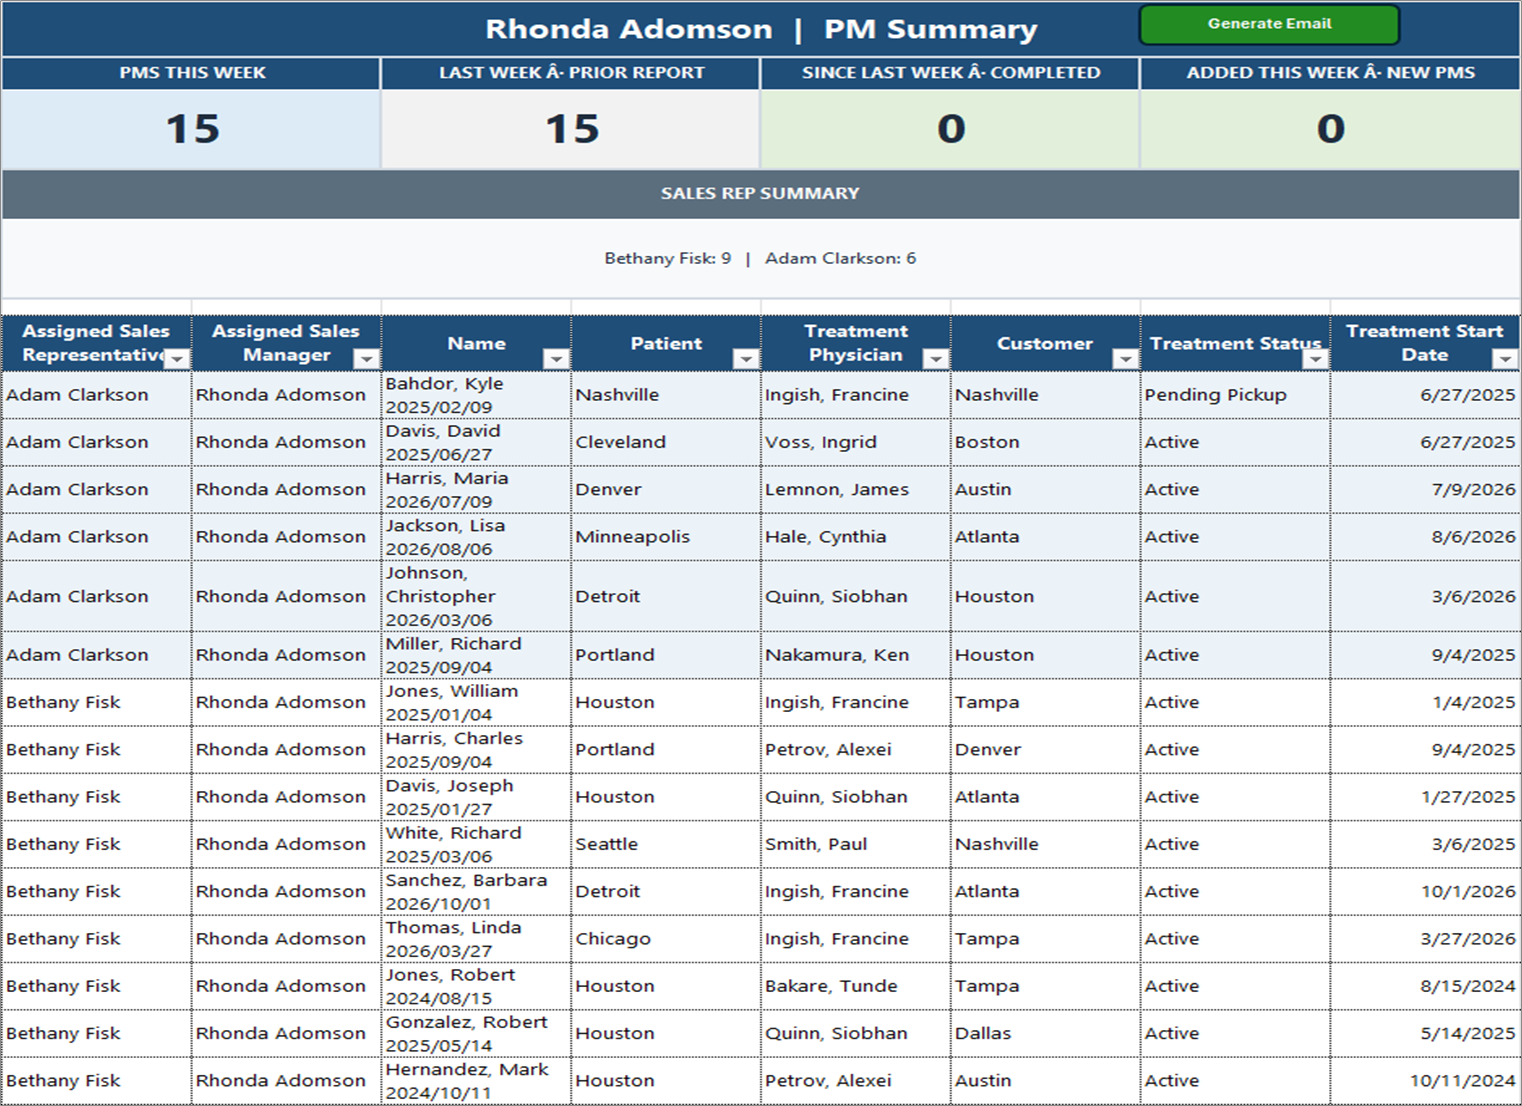 Rhonda Adomson | PM Summary
Generate Email
PMS THIS WEEK LAST WEEK Â· PRIOR REPORT SINCE LAST WEEK Â· COMPLETED ADDED THIS WEEK Â· NEW PMS
15 15 0 0
SALES REP SUMMARY
Bethany Fisk: 9 | Adam Clarkson: 6
Assigned Sales Representative Assigned Sales Manager Name Patient Treatment Physician Customer Treatment Status Treatment Start Date
Adam Clarkson Rhonda Adomson Bahdor, Kyle 2025/02/09 Nashville Ingish, Francine Nashville Pending Pickup 6/27/2025
Adam Clarkson Rhonda Adomson Davis, David 2025/06/27 Cleveland Voss, Ingrid Boston Active 6/27/2025
Adam Clarkson Rhonda Adomson Harris, Maria 2026/07/09 Denver Lemnon, James Austin Active 7/9/2026
Adam Clarkson Rhonda Adomson Jackson, Lisa 2026/08/06 Minneapolis Hale, Cynthia Atlanta Active 8/6/2026
Adam Clarkson Rhonda Adomson Johnson, Christopher 2026/03/06 Detroit Quinn, Siobhan Houston Active 3/6/2026
Adam Clarkson Rhonda Adomson Miller, Richard 2025/09/04 Portland Nakamura, Ken Houston Active 9/4/2025
Bethany Fisk Rhonda Adomson Jones, William 2025/01/04 Houston Ingish, Francine Tampa Active 1/4/2025
Bethany Fisk Rhonda Adomson Harris, Charles 2025/09/04 Portland Petrov, Alexei Denver Active 9/4/2025
Bethany Fisk Rhonda Adomson Davis, Joseph 2025/01/27 Houston Quinn, Siobhan Atlanta Active 1/27/2025
Bethany Fisk Rhonda Adomson White, Richard 2025/03/06 Seattle Smith, Paul Nashville Active 3/6/2025
Bethany Fisk Rhonda Adomson Sanchez, Barbara 2026/10/01 Detroit Ingish, Francine Atlanta Active 10/1/2026
Bethany Fisk Rhonda Adomson Thomas, Linda 2026/03/27 Chicago Ingish, Francine Tampa Active 3/27/2026
Bethany Fisk Rhonda Adomson Jones, Robert 2024/08/15 Houston Bakare, Tunde Tampa Active 8/15/2024
Bethany Fisk Rhonda Adomson Gonzalez, Robert 2025/05/14 Houston Quinn, Siobhan Dallas Active 5/14/2025
Bethany Fisk Rhonda Adomson Hernandez, Mark 2024/10/11 Houston Petrov, Alexei Austin Active 10/11/2024